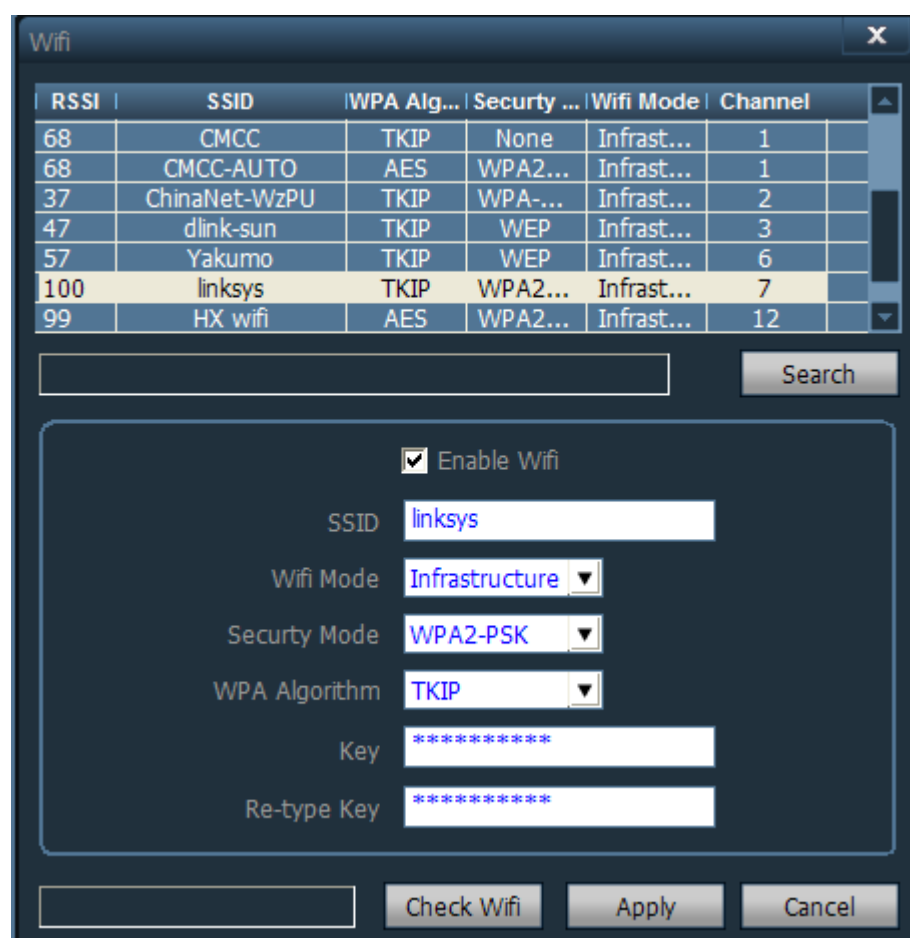 Wifi X
RSSI SSID WPA Alg... Securty ... Wifi Mode Channel
68 CMCC TKIP None Infrast... 1
68 CMCC-AUTO AES WPA2... Infrast... 1
37 ChinaNet-WzPU TKIP WPA-... Infrast... 2
47 dlink-sun TKIP WEP Infrast... 3
57 Yakumo TKIP WEP Infrast... 6
100 linksys TKIP WPA2... Infrast... 7
99 HX wifi AES WPA2... Infrast... 12
Search
Enable Wifi
SSID linksys
Wifi Mode Infrastructure
Securty Mode WPA2-PSK
WPA Algorithm TKIP
Key **********
Re-type Key **********
Check Wifi Apply Cancel